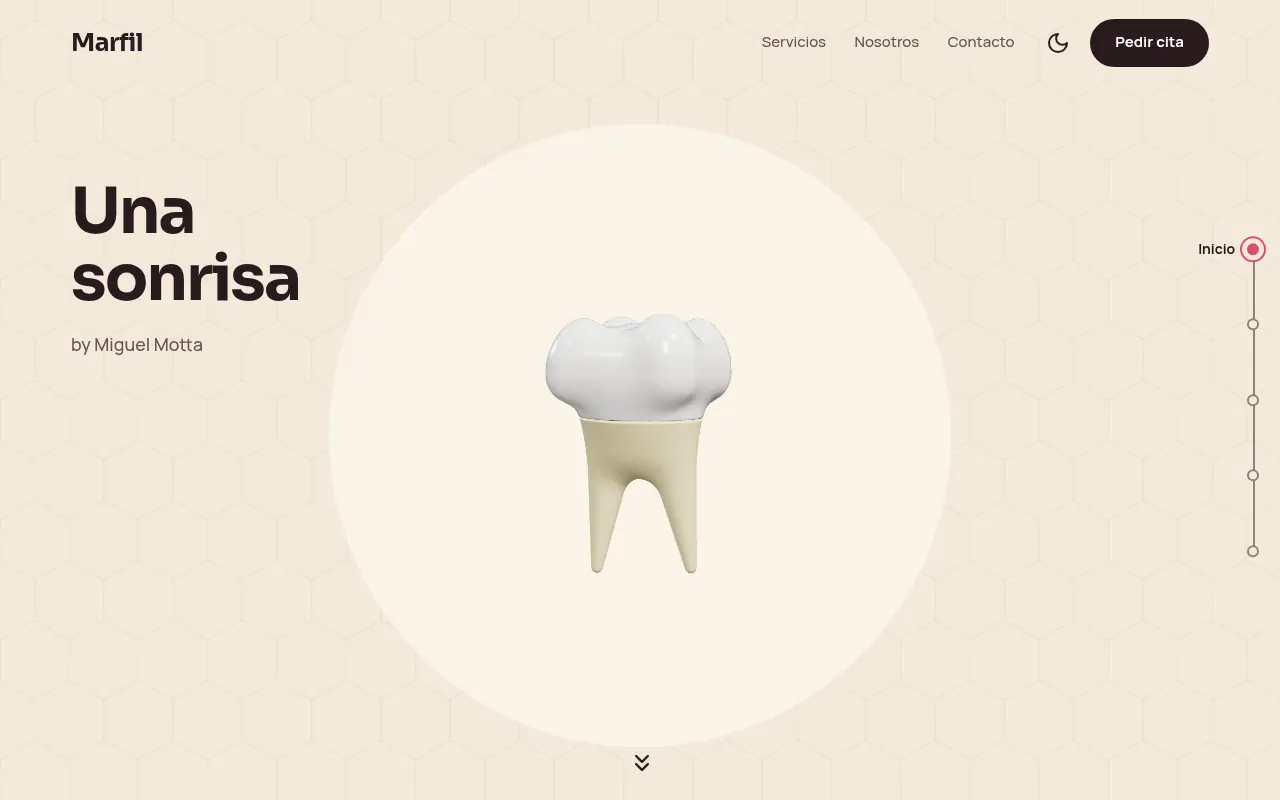 Marfil
Servicios
Nosotros
Contacto
Pedir cita
Una
sonrisa
by Miguel Motta
Inicio